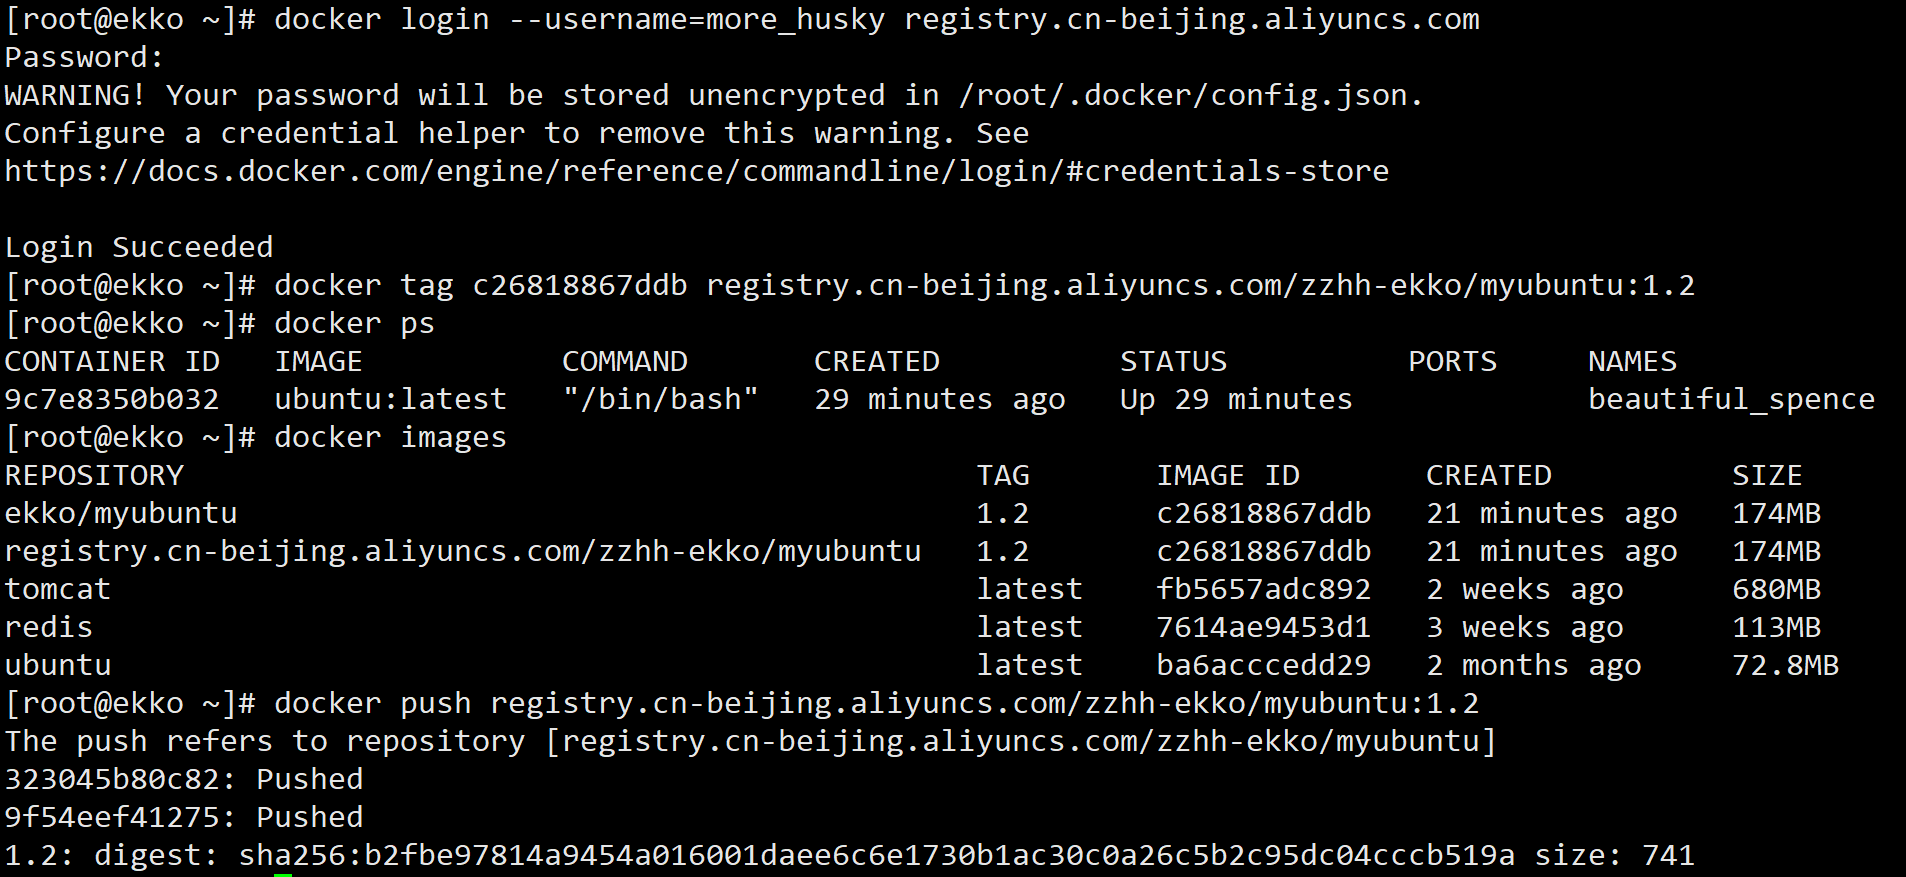 [root@ekko ~]# docker login --username=more_husky registry.cn-beijing.aliyuncs.com
Password:
WARNING! Your password will be stored unencrypted in /root/.docker/config.json.
Configure a credential helper to remove this warning. See
https://docs.docker.com/engine/reference/commandline/login/#credentials-store
Login Succeeded
[root@ekko ~]# docker tag c26818867ddb registry.cn-beijing.aliyuncs.com/zzhh-ekko/myubuntu:1.2
[root@ekko ~]# docker ps
CONTAINER ID   IMAGE           COMMAND       CREATED          STATUS          PORTS     NAMES
9c7e8350b032   ubuntu:latest   "/bin/bash"   29 minutes ago   Up 29 minutes             beautiful_spence
[root@ekko ~]# docker images
REPOSITORY                                            TAG       IMAGE ID       CREATED          SIZE
ekko/myubuntu                                         1.2       c26818867ddb   21 minutes ago   174MB
registry.cn-beijing.aliyuncs.com/zzhh-ekko/myubuntu   1.2       c26818867ddb   21 minutes ago   174MB
tomcat                                                latest    fb5657adc892   2 weeks ago      680MB
redis                                                 latest    7614ae9453d1   3 weeks ago      113MB
ubuntu                                                latest    ba6acccedd29   2 months ago     72.8MB
[root@ekko ~]# docker push registry.cn-beijing.aliyuncs.com/zzhh-ekko/myubuntu:1.2
The push refers to repository [registry.cn-beijing.aliyuncs.com/zzhh-ekko/myubuntu]
323045b80c82: Pushed
9f54eef41275: Pushed
1.2: digest: sha256:b2fbe97814a9454a016001daee6c6e1730b1ac30c0a26c5b2c95dc04cccb519a size: 741